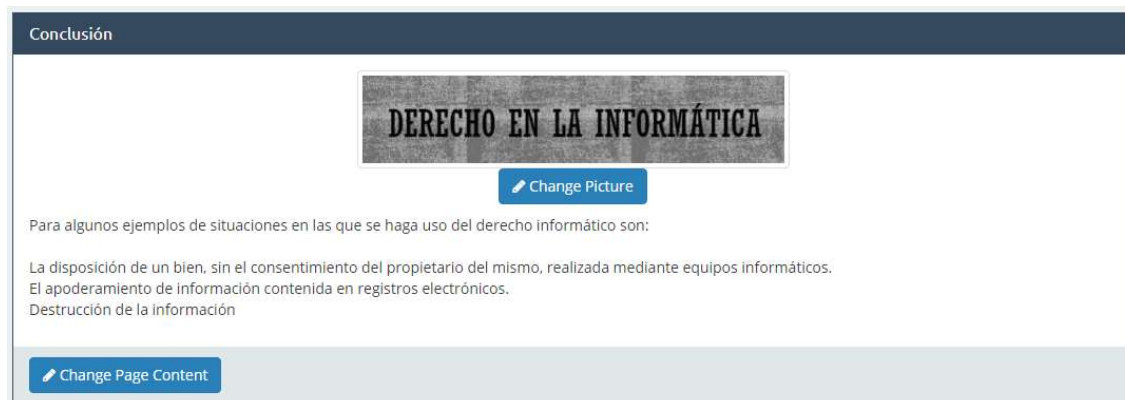 Conclusión
DERECHO EN LA INFORMÁTICA
Change Picture
Para algunos ejemplos de situaciones en las que se haga uso del derecho informático son:
La disposición de un bien, sin el consentimiento del propietario del mismo, realizada mediante equipos informáticos.
El apoderamiento de información contenida en registros electrónicos.
Destrucción de la información
Change Page Content